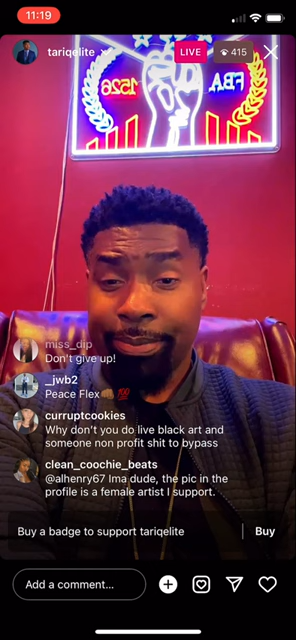 11:19
tariqelite
LIVE
415
1526
FBA
miss_dip
Don't give up!
_jwb2
Peace Flex👊🏾 💯
curruptcookies
Why don't you do live black art and
someone non profit shit to bypass
clean_coochie_beats
@alhenry67 Ima dude, the pic in the
profile is a female artist I support.
Buy a badge to support tariqelite
Buy
Add a comment...